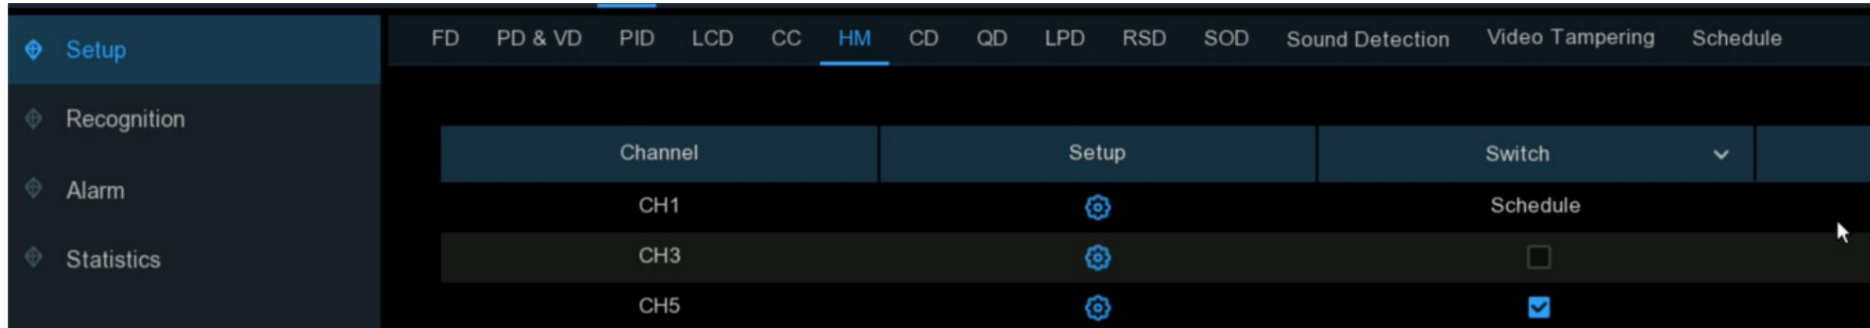 Setup
Recognition
Alarm
Statistics
FD PD & VD PID LCD CC HM CD QD LPD RSD SOD Sound Detection Video Tampering Schedule
Channel Setup Switch
CH1 Schedule
CH3
CH5